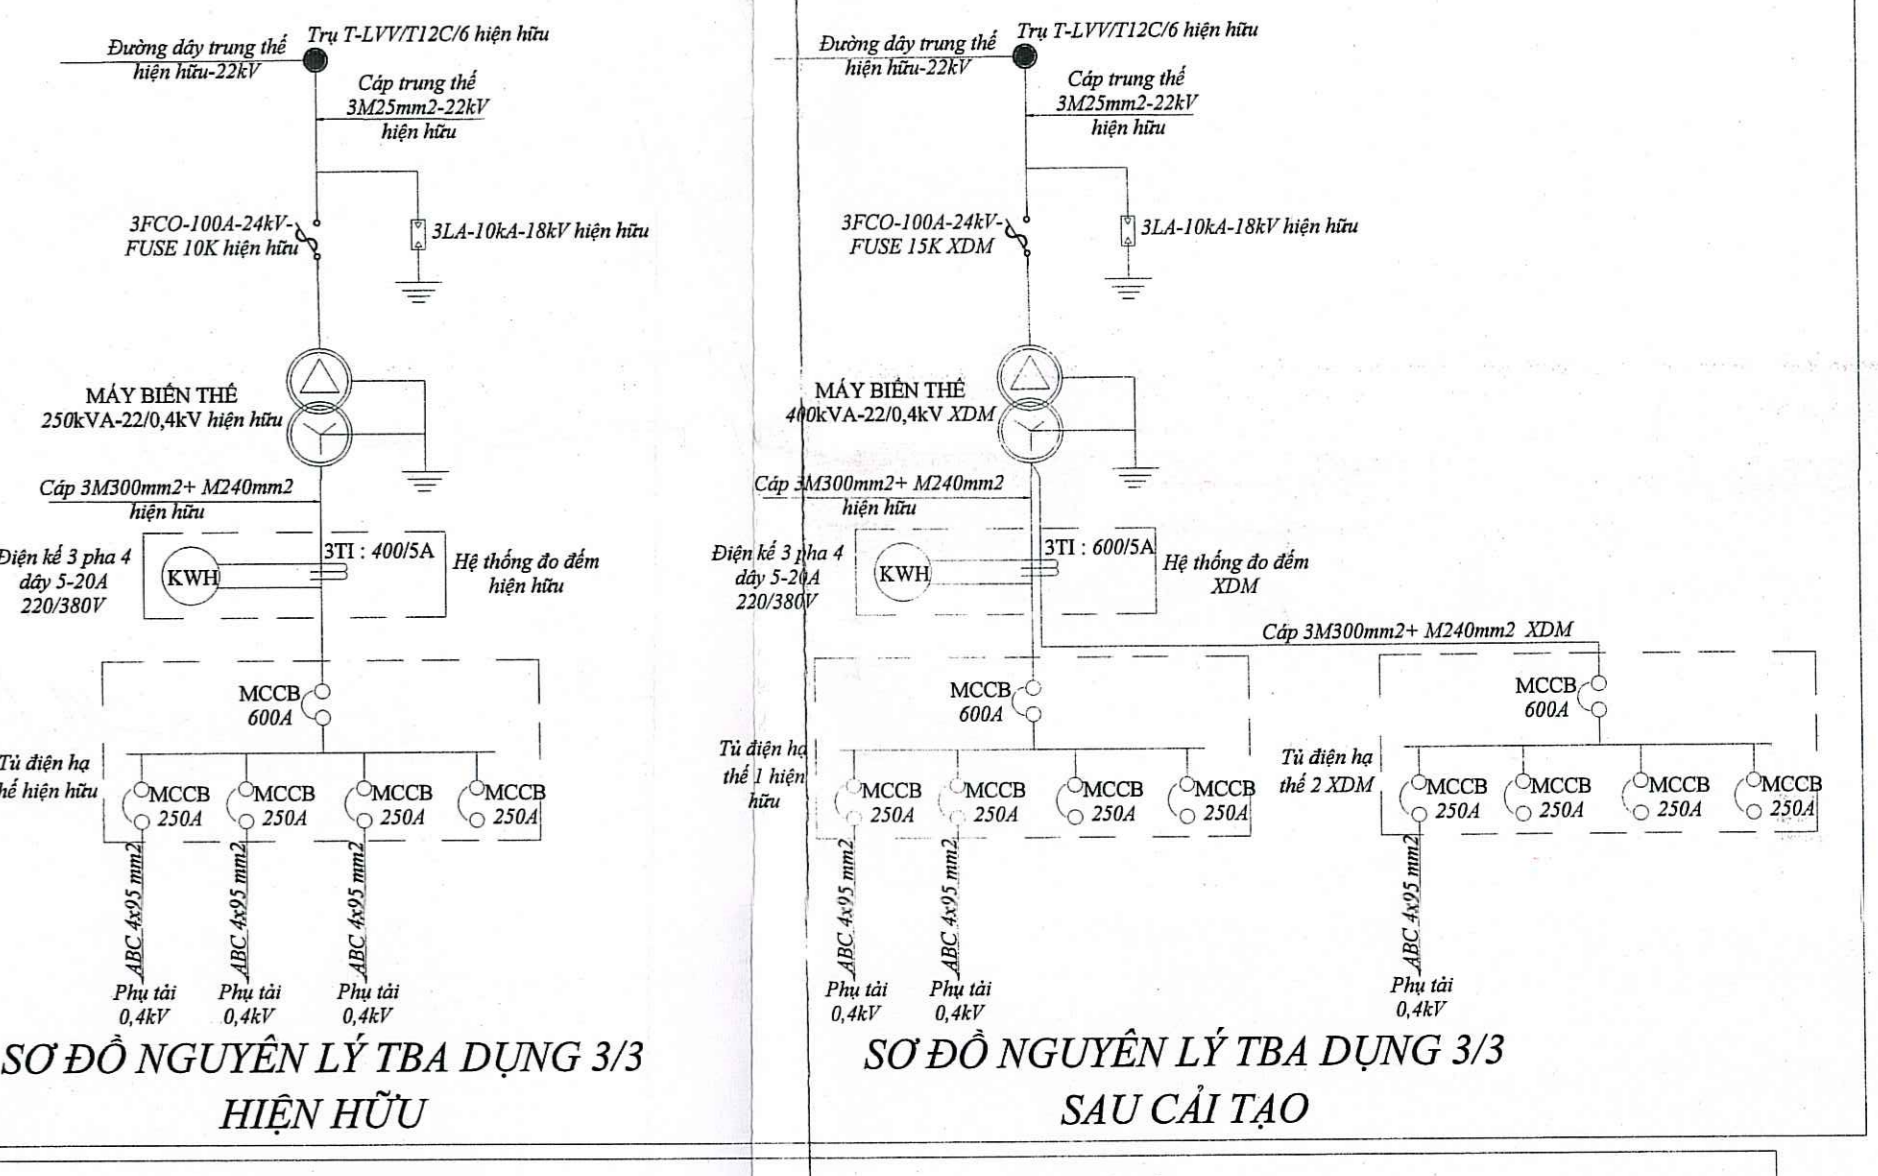 Đường dây trung thế
hiện hữu-22kV
Trụ T-LVV/T12C/6 hiện hữu
Cáp trung thế
3M25mm2-22kV
hiện hữu
3FCO-100A-24kV-
FUSE 10K hiện hữu
3LA-10kA-18kV hiện hữu
MÁY BIẾN THẾ
250kVA-22/0,4kV hiện hữu
Cáp 3M300mm2+ M240mm2
hiện hữu
Điện kế 3 pha 4
dây 5-20A
220/380V
KWH
3TI : 400/5A
Hệ thống đo đếm
hiện hữu
MCCB
600A
Tủ điện hạ
thế hiện hữu
MCCB
250A
MCCB
250A
MCCB
250A
MCCB
250A
ABC 4x95 mm2
ABC 4x95 mm2
ABC 4x95 mm2
Phụ tải
0,4kV
Phụ tải
0,4kV
Phụ tải
0,4kV
SƠ ĐỒ NGUYÊN LÝ TBA DỤNG 3/3
HIỆN HỮU
Đường dây trung thế
hiện hữu-22kV
Trụ T-LVV/T12C/6 hiện hữu
Cáp trung thế
3M25mm2-22kV
hiện hữu
3FCO-100A-24kV-
FUSE 15K XDM
3LA-10kA-18kV hiện hữu
MÁY BIẾN THẾ
400kVA-22/0,4kV XDM
Cáp 3M300mm2+ M240mm2
hiện hữu
Điện kế 3 pha 4
dây 5-20A
220/380V
KWH
3TI : 600/5A
Hệ thống đo đếm
XDM
Cáp 3M300mm2+ M240mm2 XDM
MCCB
600A
Tủ điện hạ
thế 1 hiện
hữu
MCCB
250A
MCCB
250A
MCCB
250A
MCCB
250A
ABC 4x95 mm2
ABC 4x95 mm2
Phụ tải
0,4kV
Phụ tải
0,4kV
MCCB
600A
Tủ điện hạ
thế 2 XDM
MCCB
250A
MCCB
250A
MCCB
250A
MCCB
250A
ABC 4x95 mm2
Phụ tải
0,4kV
SƠ ĐỒ NGUYÊN LÝ TBA DỤNG 3/3
SAU CẢI TẠO